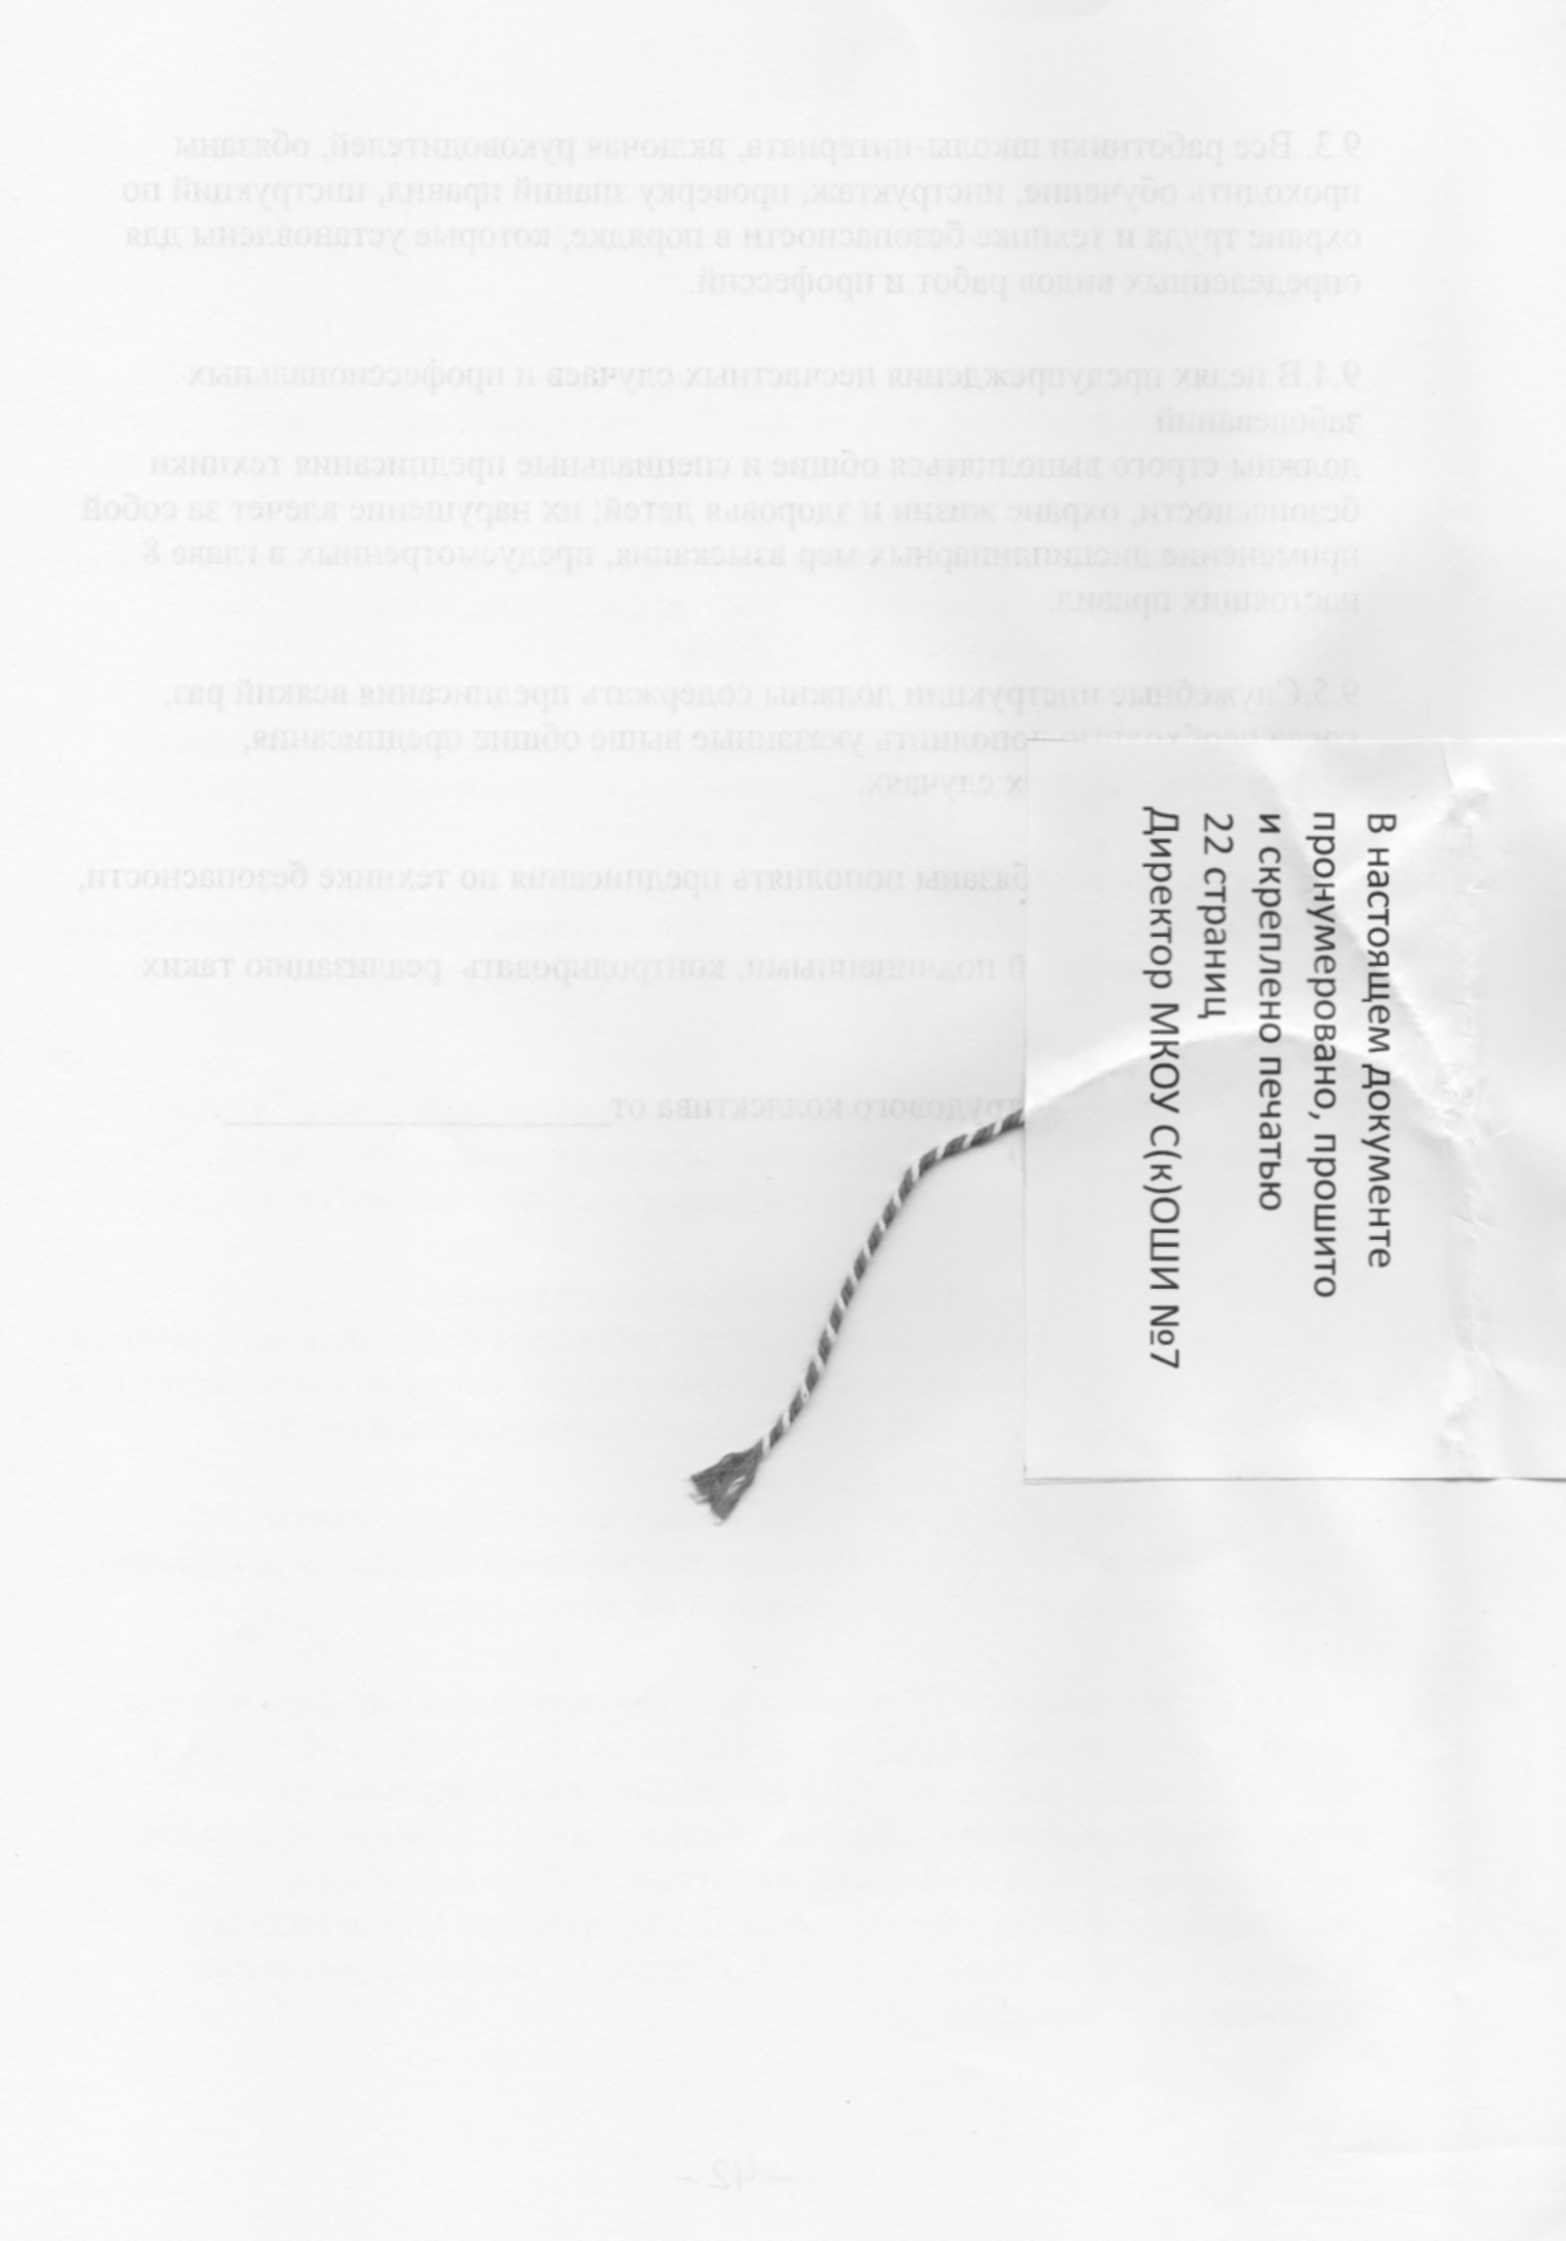 В настоящем документе
пронумеровано, прошито
и скреплено печатью
22 страниц
Директор МКОУ С(к)ОШИ №7
9.3. Все работники школы-интерната, включая руководителей, обязаны
проходить обучение, инструктаж, проверку знаний правил, инструкций по
охране труда и технике безопасности в порядке, которые установлены для
определенных видов работ и профессий.
9.4.В целях предупреждения несчастных случаев и профессиональных
заболеваний
должны строго выполняться общие и специальные предписания техники
безопасности, охране жизни и здоровья детей; их нарушение влечет за собой
применение дисциплинарных мер взыскания, предусмотренных в главе 8
настоящих правил.
9.5.Служебные инструкции должны содержать предписания всякий раз,
когда необходимо дополнить указанные выше общие предписания,
х случаях.
бязаны пополнять предписания по технике безопасности,
й подчиненными, контролировать реализацию таких
трудового коллектива от